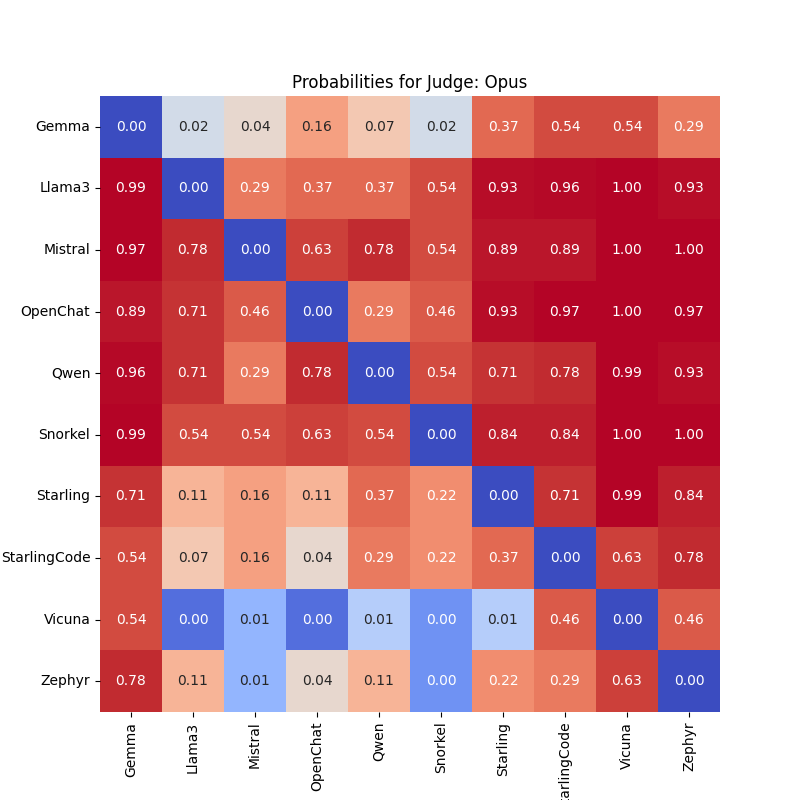 Probabilities for Judge: Opus
Gemma 0.00 0.02 0.04 0.16 0.07 0.02 0.37 0.54 0.54 0.29
Llama3 0.99 0.00 0.29 0.37 0.37 0.54 0.93 0.96 1.00 0.93
Mistral 0.97 0.78 0.00 0.63 0.78 0.54 0.89 0.89 1.00 1.00
OpenChat 0.89 0.71 0.46 0.00 0.29 0.46 0.93 0.97 1.00 0.97
Qwen 0.96 0.71 0.29 0.78 0.00 0.54 0.71 0.78 0.99 0.93
Snorkel 0.99 0.54 0.54 0.63 0.54 0.00 0.84 0.84 1.00 1.00
Starling 0.71 0.11 0.16 0.11 0.37 0.22 0.00 0.71 0.99 0.84
StarlingCode 0.54 0.07 0.16 0.04 0.29 0.22 0.37 0.00 0.63 0.78
Vicuna 0.54 0.00 0.01 0.00 0.01 0.00 0.01 0.46 0.00 0.46
Zephyr 0.78 0.11 0.01 0.04 0.11 0.00 0.22 0.29 0.63 0.00
Gemma
Llama3
Mistral
OpenChat
Qwen
Snorkel
Starling
arlingCode
Vicuna
Zephyr